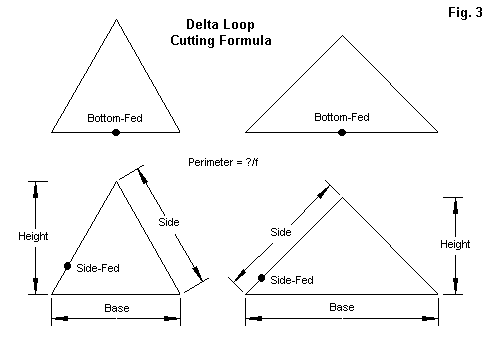 Fig. 3
Delta Loop
Cutting Formula
Bottom-Fed
Bottom-Fed
Perimeter = ?/f
Side
Side
Height
Height
Side-Fed
Side-Fed
Base
Base